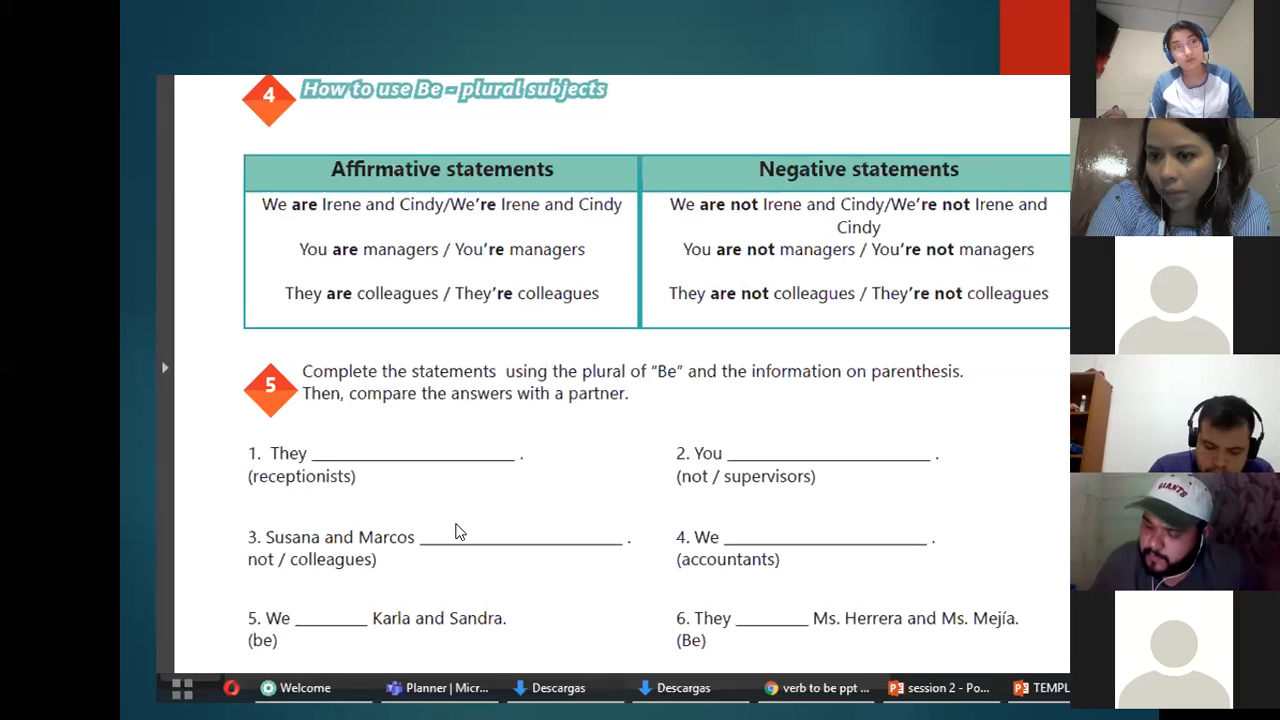 4 How to use Be - plural subjects
Affirmative statements
We are Irene and Cindy/We’re Irene and Cindy
You are managers / You’re managers
They are colleagues / They’re colleagues
Negative statements
We are not Irene and Cindy/We’re not Irene and
Cindy
You are not managers / You’re not managers
They are not colleagues / They’re not colleagues
5 Complete the statements using the plural of “Be” and the information on parenthesis.
Then, compare the answers with a partner.
1. They ______________________ .
(receptionists)
2. You ______________________ .
(not / supervisors)
3. Susana and Marcos ______________________ .
not / colleagues)
4. We ______________________ .
(accountants)
5. We ________ Karla and Sandra.
(be)
6. They ________ Ms. Herrera and Ms. Mejía.
(Be)
Welcome
Planner | Micr...
Descargas
Descargas
verb to be ppt ...
session 2 - Po...
TEMPL
GIANTS